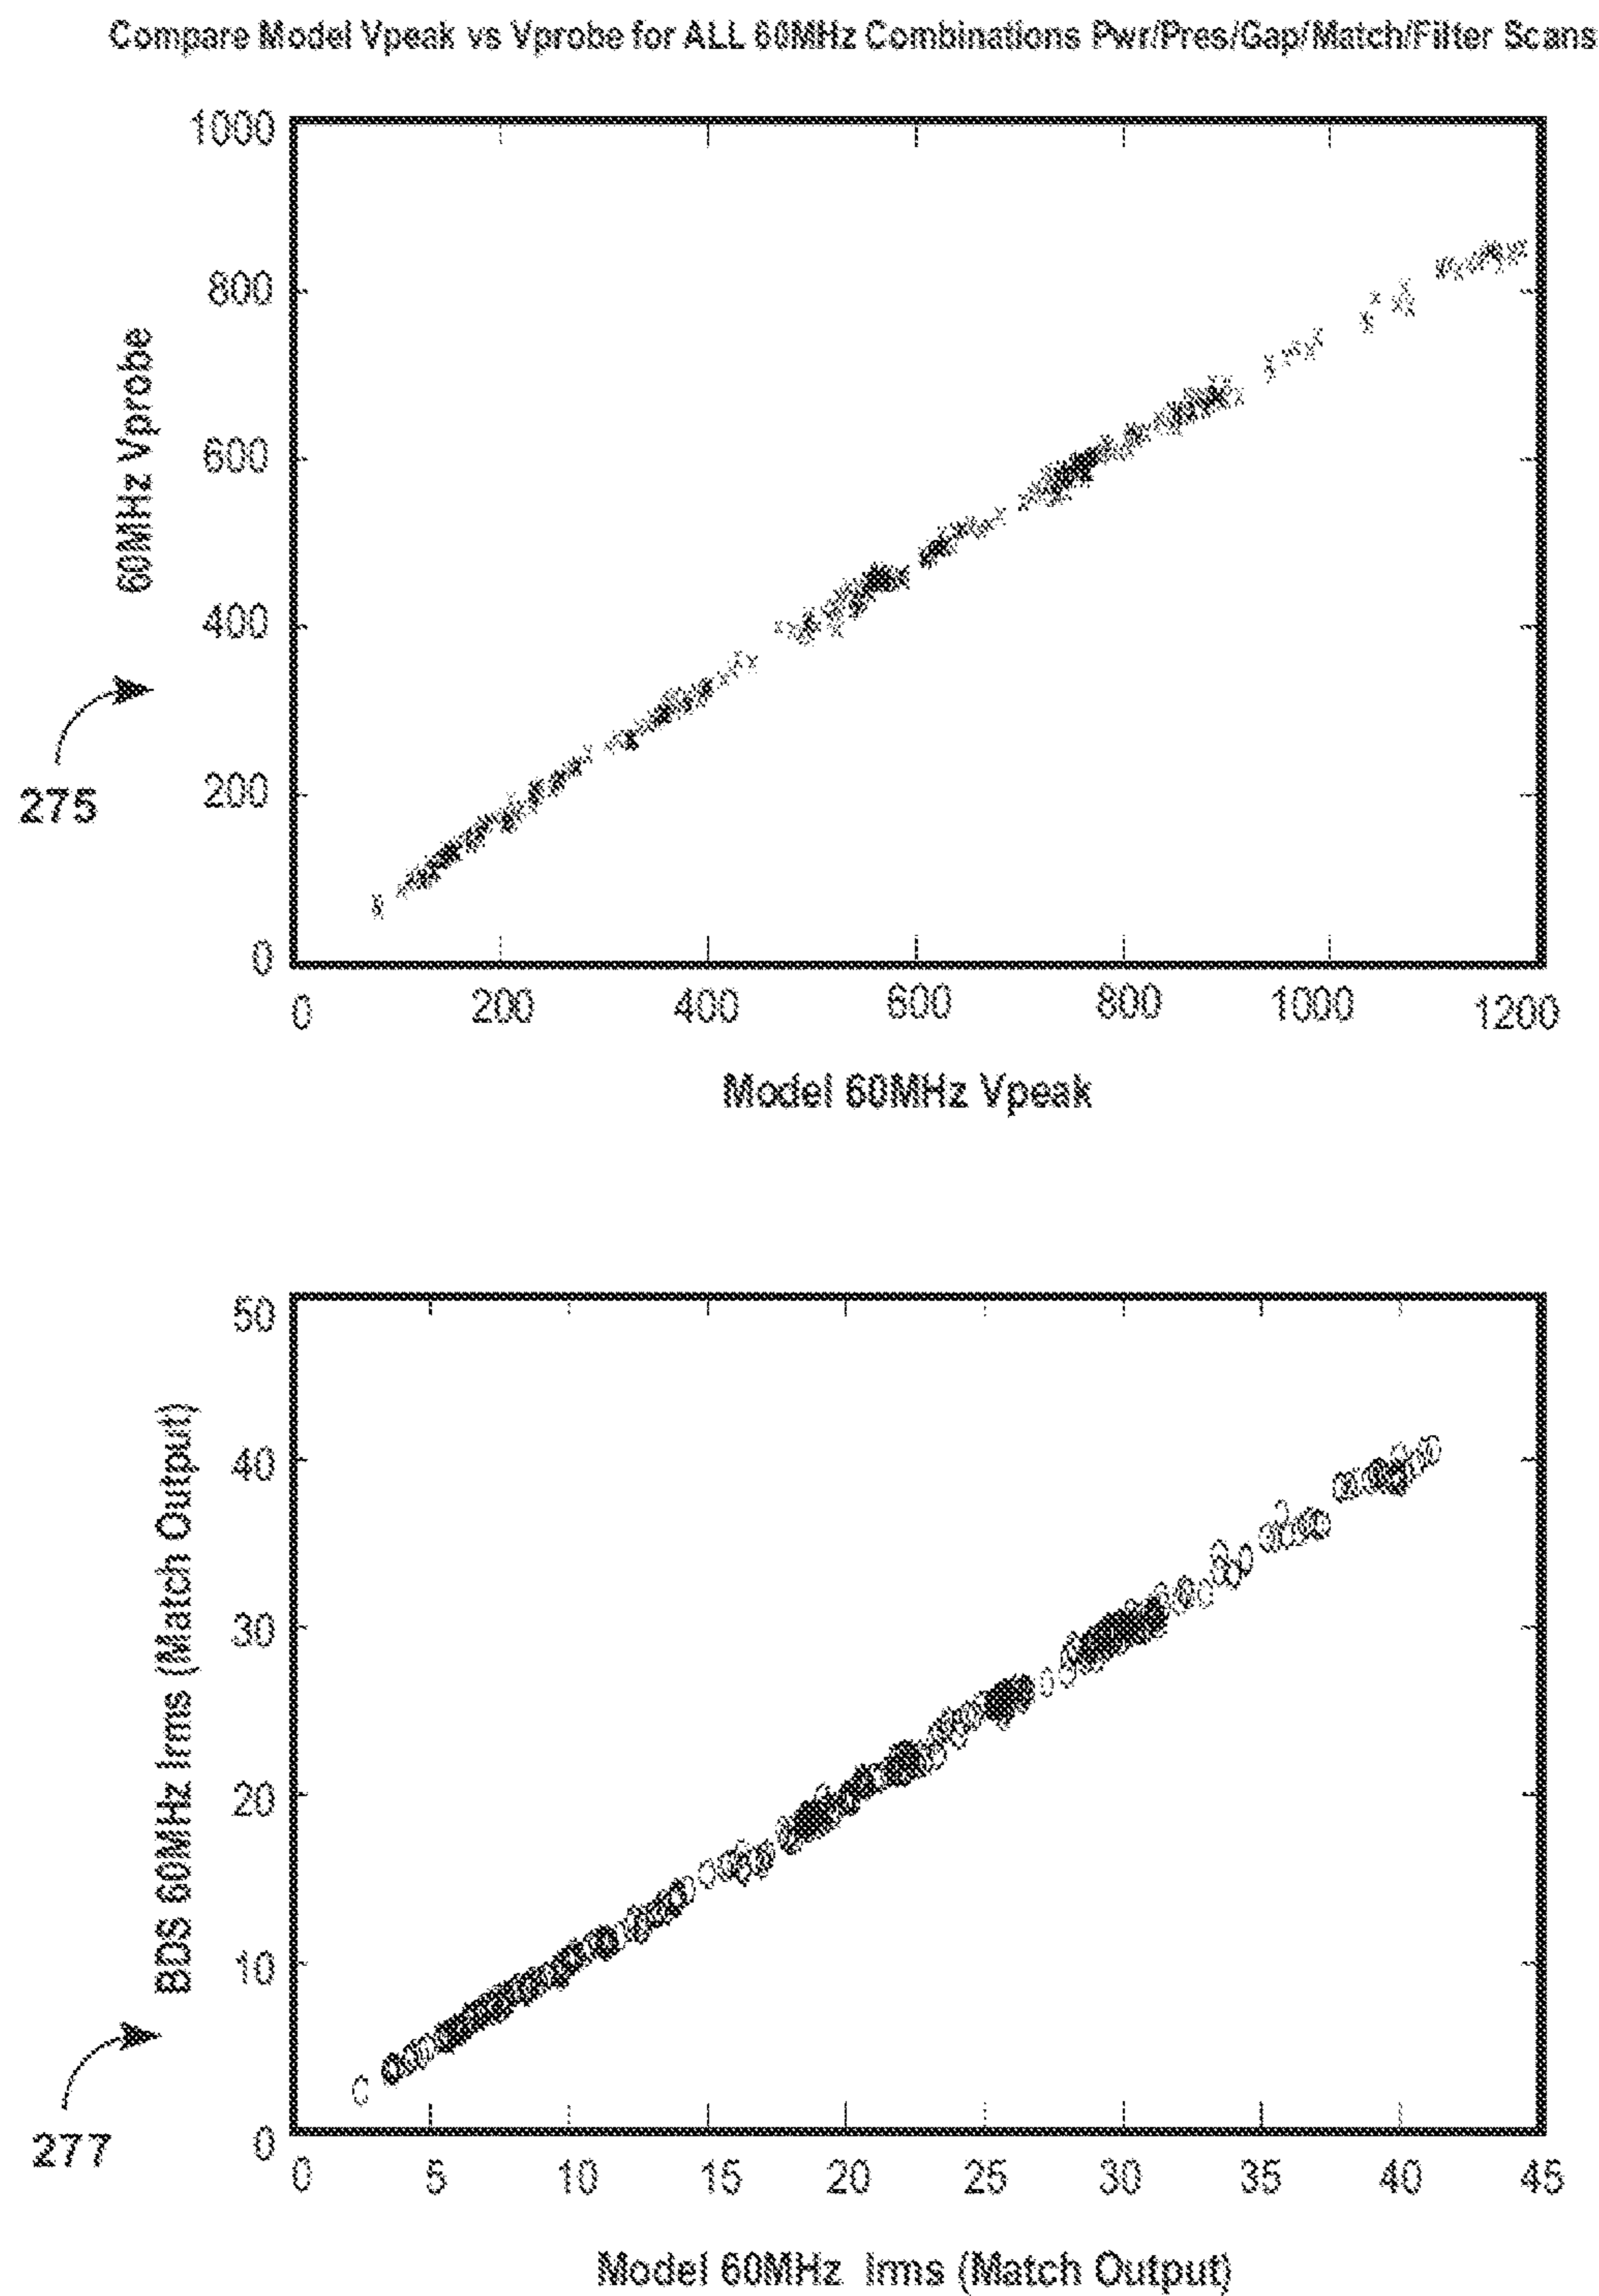 Compare Model Vpeak vs Vprobe for ALL 60MHz Combinations Pwr/Pres/Gap/Match/Filter Scans
1000
800
600
400
200
0
60MHz Vprobe
275
0 200 400 600 800 1000 1200
Model 60MHz Vpeak
50
40
30
20
10
0
BDS 60MHz Irms (Match Output)
277
0 5 10 15 20 25 30 35 40 45
Model 60MHz Irms (Match Output)